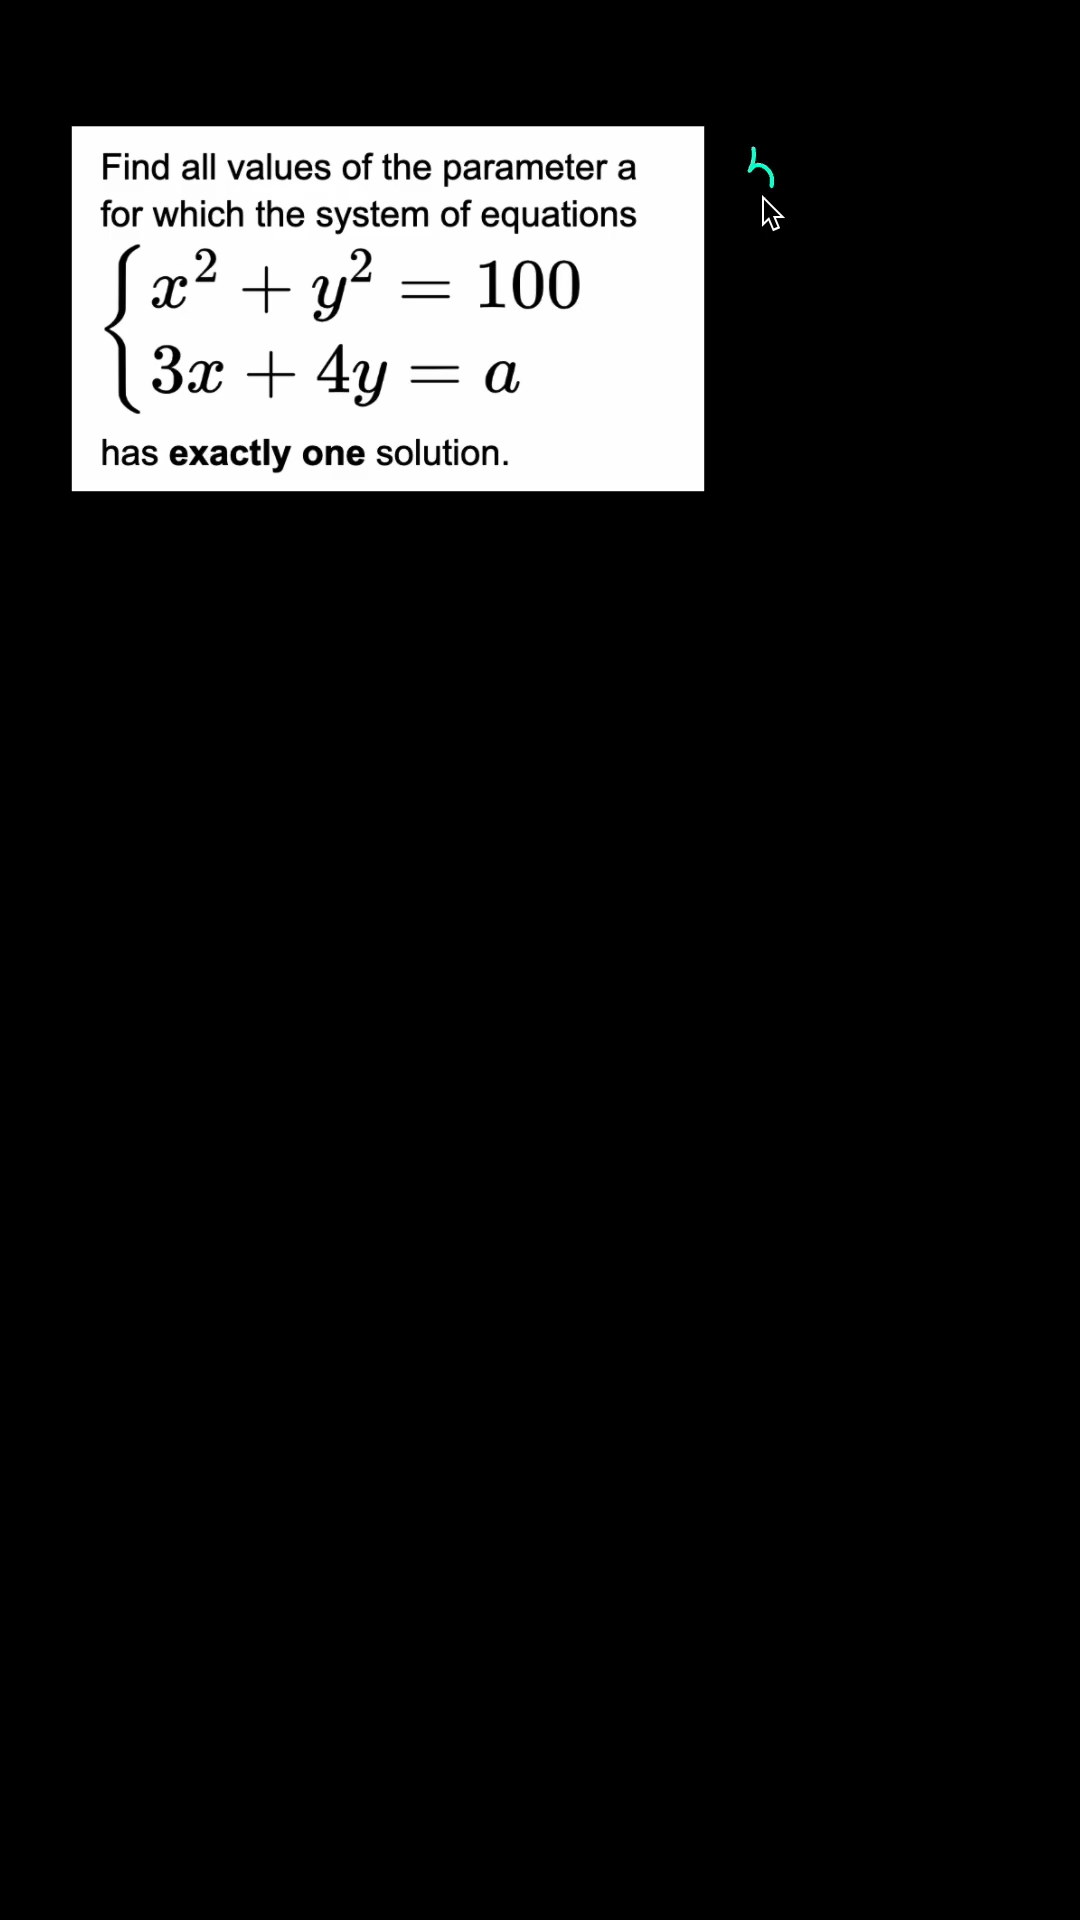 Find all values of the parameter a
for which the system of equations
x² + y² = 100
3x + 4y = a
has exactly one solution.